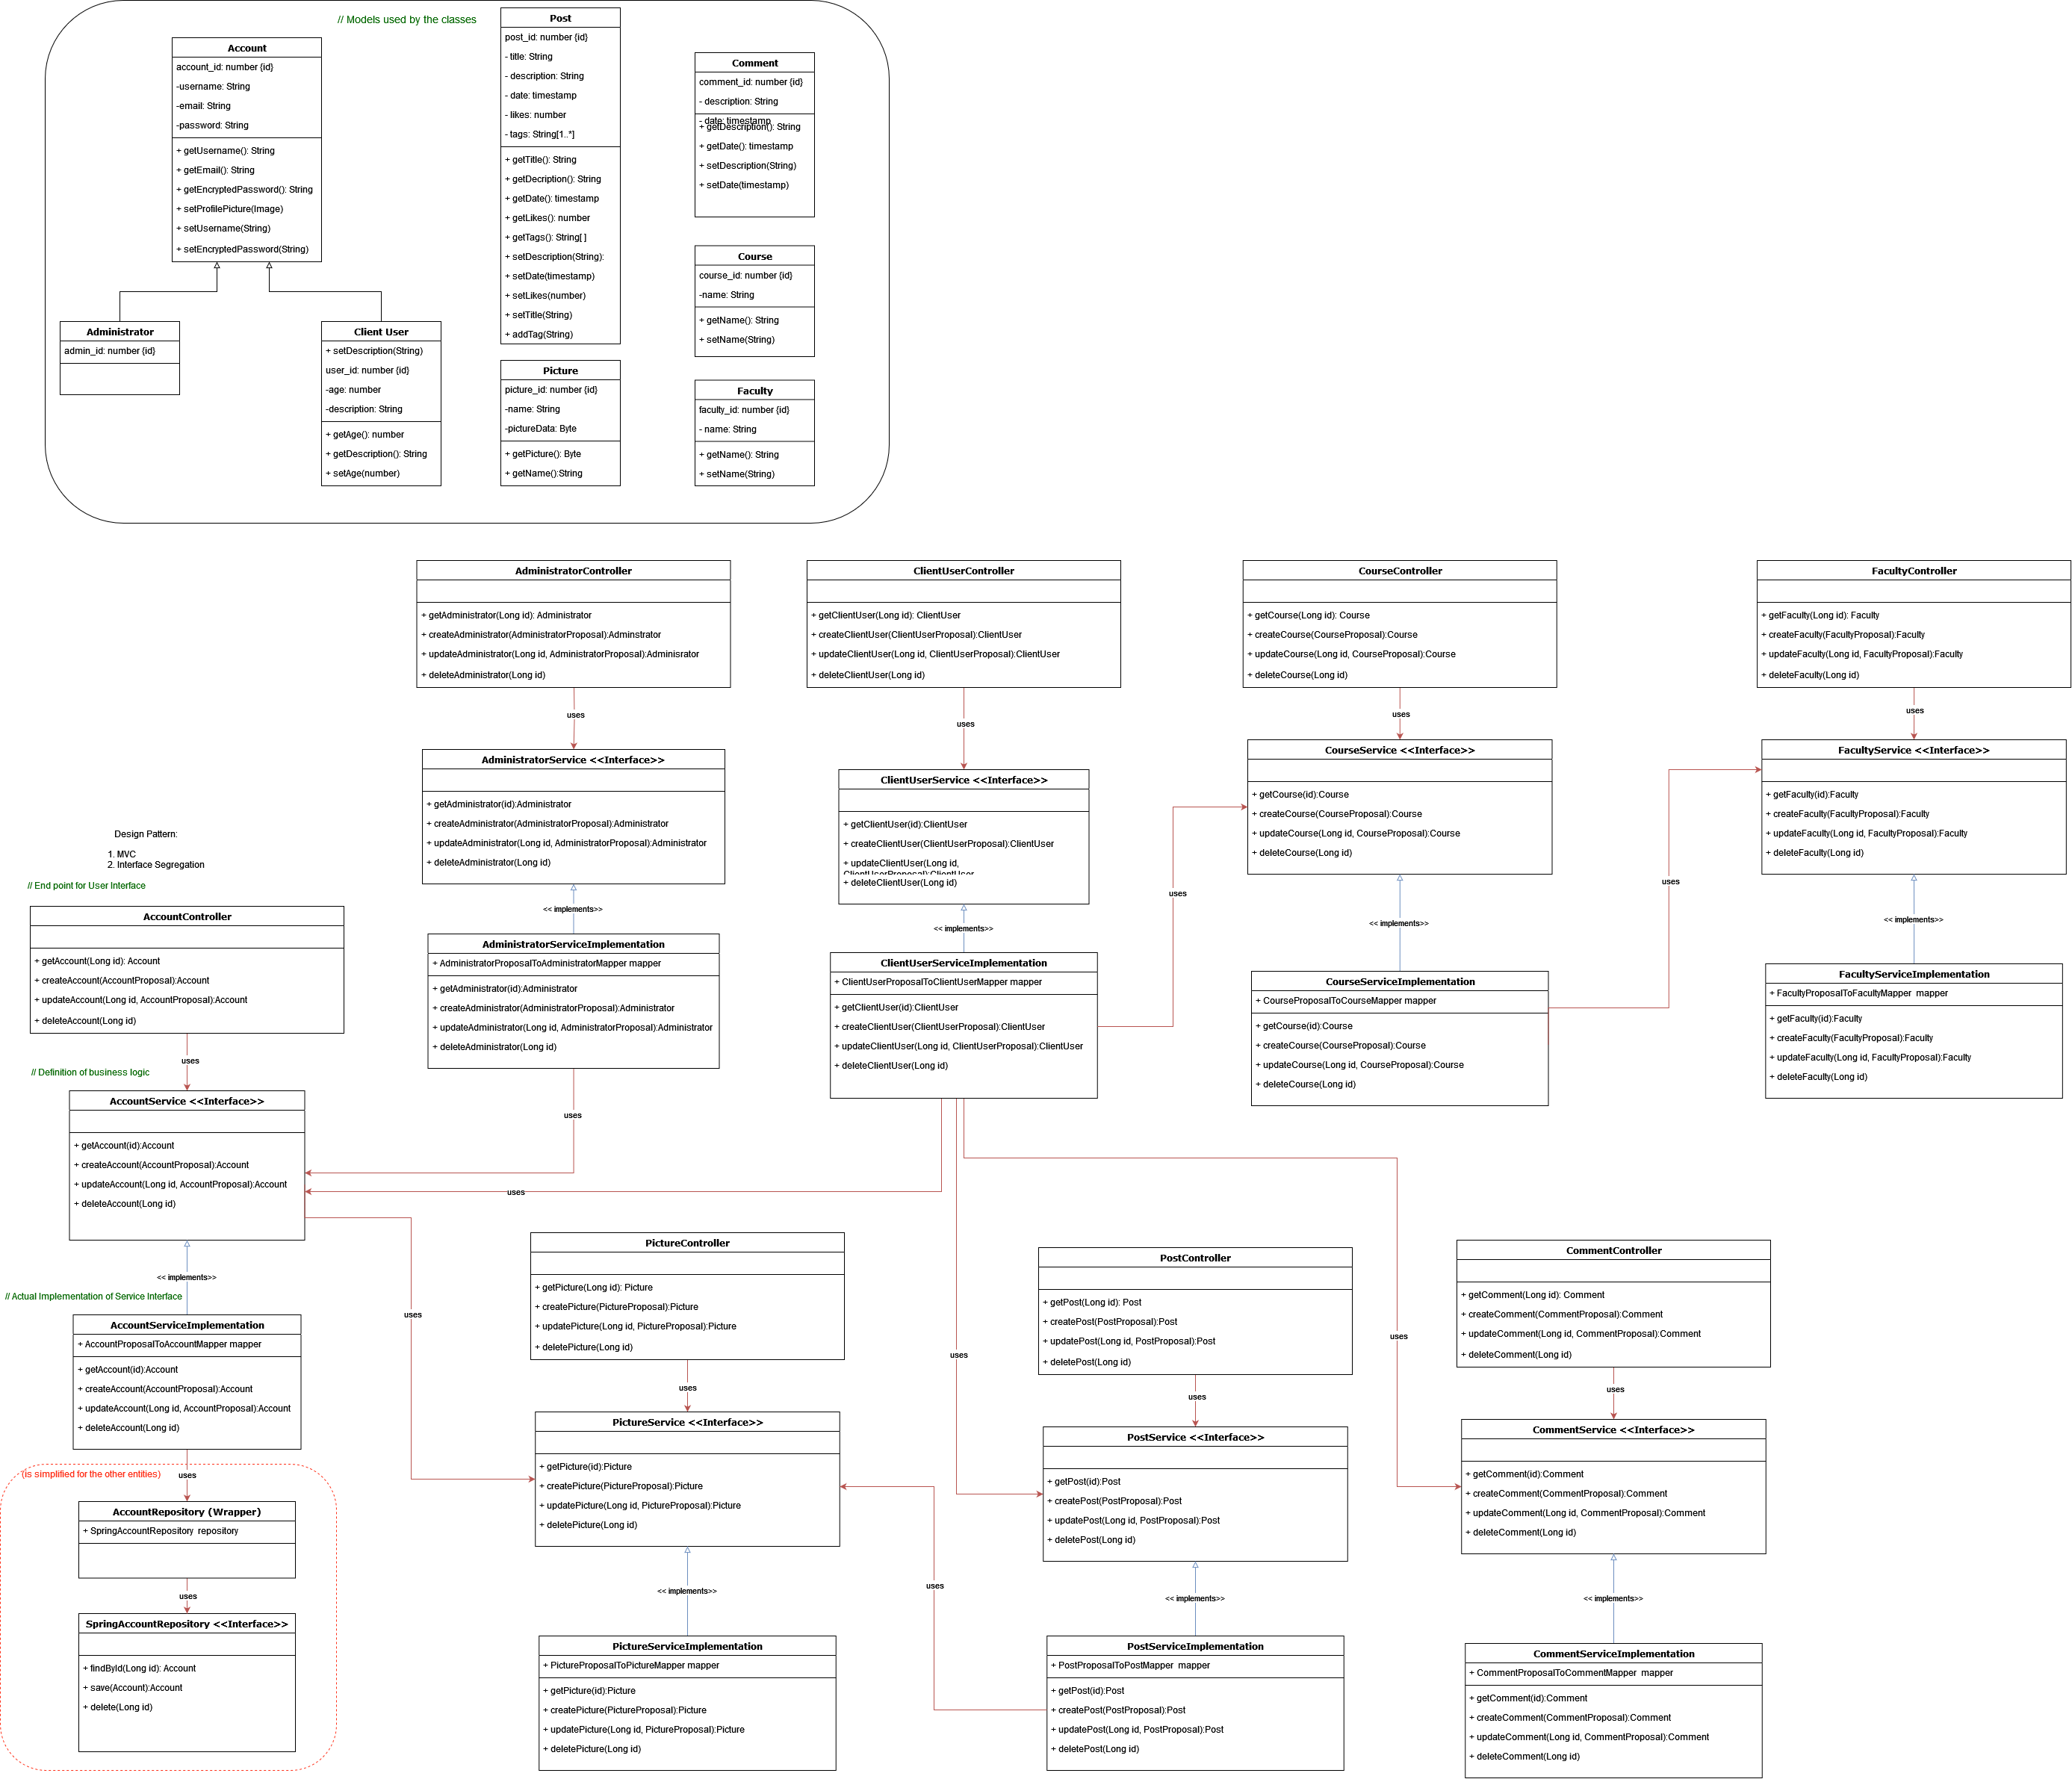 // Models used by the classes
Account
account_id: number {id}
-username: String
-email: String
-password: String
+ getUsername(): String
+ getEmail(): String
+ getEncryptedPassword(): String
+ setProfilePicture(Image)
+ setUsername(String)
+ setEncryptedPassword(String)
Administrator
admin_id: number {id}
Client User
+ setDescription(String)
user_id: number {id}
-age: number
-description: String
+ getAge(): number
+ getDescription(): String
+ setAge(number)
Post
post_id: number {id}
- title: String
- description: String
- date: timestamp
- likes: number
- tags: String[1..*]
+ getTitle(): String
+ getDecription(): String
+ getDate(): timestamp
+ getLikes(): number
+ getTags(): String[ ]
+ setDescription(String):
+ setDate(timestamp)
+ setLikes(number)
+ setTitle(String)
+ addTag(String)
Picture
picture_id: number {id}
-name: String
-pictureData: Byte
+ getPicture(): Byte
+ getName():String
Comment
comment_id: number {id}
- description: String
- date: timestamp
+ getDescription(): String
+ getDate(): timestamp
+ setDescription(String)
+ setDate(timestamp)
Course
course_id: number {id}
-name: String
+ getName(): String
+ setName(String)
Faculty
faculty_id: number {id}
- name: String
+ getName(): String
+ setName(String)
AdministratorController
+ getAdministrator(Long id): Administrator
+ createAdministrator(AdministratorProposal):Adminstrator
+ updateAdministrator(Long id, AdministratorProposal):Adminisrator
+ deleteAdministrator(Long id)
uses
AdministratorService <<Interface>>
+ getAdministrator(id):Administrator
+ createAdministrator(AdministratorProposal):Administrator
+ updateAdministrator(Long id, AdministratorProposal):Administrator
+ deleteAdministrator(Long id)
<< implements>>
AdministratorServiceImplementation
+ AdministratorProposalToAdministratorMapper mapper
+ getAdministrator(id):Administrator
+ createAdministrator(AdministratorProposal):Administrator
+ updateAdministrator(Long id, AdministratorProposal):Administrator
+ deleteAdministrator(Long id)
uses
ClientUserController
+ getClientUser(Long id): ClientUser
+ createClientUser(ClientUserProposal):ClientUser
+ updateClientUser(Long id, ClientUserProposal):ClientUser
+ deleteClientUser(Long id)
uses
ClientUserService <<Interface>>
+ getClientUser(id):ClientUser
+ createClientUser(ClientUserProposal):ClientUser
+ updateClientUser(Long id,
ClientUserProposal):ClientUser
+ deleteClientUser(Long id)
<< implements>>
ClientUserServiceImplementation
+ ClientUserProposalToClientUserMapper mapper
+ getClientUser(id):ClientUser
+ createClientUser(ClientUserProposal):ClientUser
+ updateClientUser(Long id, ClientUserProposal):ClientUser
+ deleteClientUser(Long id)
uses
CourseController
+ getCourse(Long id): Course
+ createCourse(CourseProposal):Course
+ updateCourse(Long id, CourseProposal):Course
+ deleteCourse(Long id)
uses
CourseService <<Interface>>
+ getCourse(id):Course
+ createCourse(CourseProposal):Course
+ updateCourse(Long id, CourseProposal):Course
+ deleteCourse(Long id)
<< implements>>
CourseServiceImplementation
+ CourseProposalToCourseMapper mapper
+ getCourse(id):Course
+ createCourse(CourseProposal):Course
+ updateCourse(Long id, CourseProposal):Course
+ deleteCourse(Long id)
uses
FacultyController
+ getFaculty(Long id): Faculty
+ createFaculty(FacultyProposal):Faculty
+ updateFaculty(Long id, FacultyProposal):Faculty
+ deleteFaculty(Long id)
uses
FacultyService <<Interface>>
+ getFaculty(id):Faculty
+ createFaculty(FacultyProposal):Faculty
+ updateFaculty(Long id, FacultyProposal):Faculty
+ deleteFaculty(Long id)
<< implements>>
FacultyServiceImplementation
+ FacultyProposalToFacultyMapper mapper
+ getFaculty(id):Faculty
+ createFaculty(FacultyProposal):Faculty
+ updateFaculty(Long id, FacultyProposal):Faculty
+ deleteFaculty(Long id)
Design Pattern:
1. MVC
2. Interface Segregation
// End point for User Interface
AccountController
+ getAccount(Long id): Account
+ createAccount(AccountProposal):Account
+ updateAccount(Long id, AccountProposal):Account
+ deleteAccount(Long id)
uses
// Definition of business logic
AccountService <<Interface>>
+ getAccount(id):Account
+ createAccount(AccountProposal):Account
+ updateAccount(Long id, AccountProposal):Account
+ deleteAccount(Long id)
uses
uses
<< implements>>
// Actual Implementation of Service Interface
AccountServiceImplementation
+ AccountProposalToAccountMapper mapper
+ getAccount(id):Account
+ createAccount(AccountProposal):Account
+ updateAccount(Long id, AccountProposal):Account
+ deleteAccount(Long id)
(is simplified for the other entities)
uses
AccountRepository (Wrapper)
+ SpringAccountRepository repository
uses
SpringAccountRepository <<Interface>>
+ findById(Long id): Account
+ save(Account):Account
+ delete(Long id)
PictureController
+ getPicture(Long id): Picture
+ createPicture(PictureProposal):Picture
+ updatePicture(Long id, PictureProposal):Picture
+ deletePicture(Long id)
uses
PictureService <<Interface>>
+ getPicture(id):Picture
+ createPicture(PictureProposal):Picture
+ updatePicture(Long id, PictureProposal):Picture
+ deletePicture(Long id)
<< implements>>
PictureServiceImplementation
+ PictureProposalToPictureMapper mapper
+ getPicture(id):Picture
+ createPicture(PictureProposal):Picture
+ updatePicture(Long id, PictureProposal):Picture
+ deletePicture(Long id)
uses
uses
PostController
+ getPost(Long id): Post
+ createPost(PostProposal):Post
+ updatePost(Long id, PostProposal):Post
+ deletePost(Long id)
uses
PostService <<Interface>>
+ getPost(id):Post
+ createPost(PostProposal):Post
+ updatePost(Long id, PostProposal):Post
+ deletePost(Long id)
<< implements>>
PostServiceImplementation
+ PostProposalToPostMapper mapper
+ getPost(id):Post
+ createPost(PostProposal):Post
+ updatePost(Long id, PostProposal):Post
+ deletePost(Long id)
uses
CommentController
+ getComment(Long id): Comment
+ createComment(CommentProposal):Comment
+ updateComment(Long id, CommentProposal):Comment
+ deleteComment(Long id)
uses
CommentService <<Interface>>
+ getComment(id):Comment
+ createComment(CommentProposal):Comment
+ updateComment(Long id, CommentProposal):Comment
+ deleteComment(Long id)
<< implements>>
CommentServiceImplementation
+ CommentProposalToCommentMapper mapper
+ getComment(id):Comment
+ createComment(CommentProposal):Comment
+ updateComment(Long id, CommentProposal):Comment
+ deleteComment(Long id)